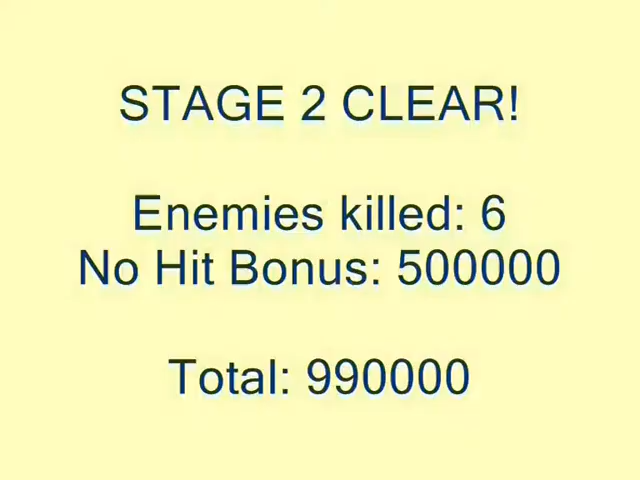 STAGE 2 CLEAR!
Enemies killed: 6
No Hit Bonus: 500000
Total: 990000